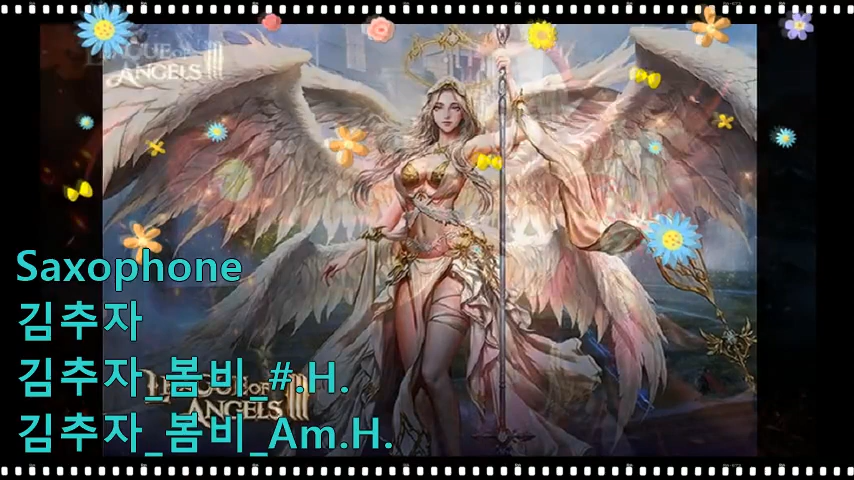 LEAGUE OF
ANGELS III
Saxophone
김추자
김추자_봄비_#.H.
LEAGUE OF
ANGELS III
김추자_봄비_Am.H.